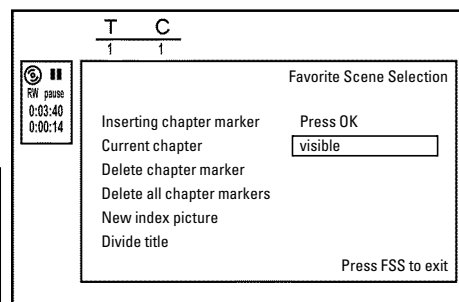 T C
1 1
RW pause
0:03:40
0:00:14
Favorite Scene Selection
Inserting chapter marker Press OK
Current chapter visible
Delete chapter marker
Delete all chapter markers
New index picture
Divide title
Press FSS to exit